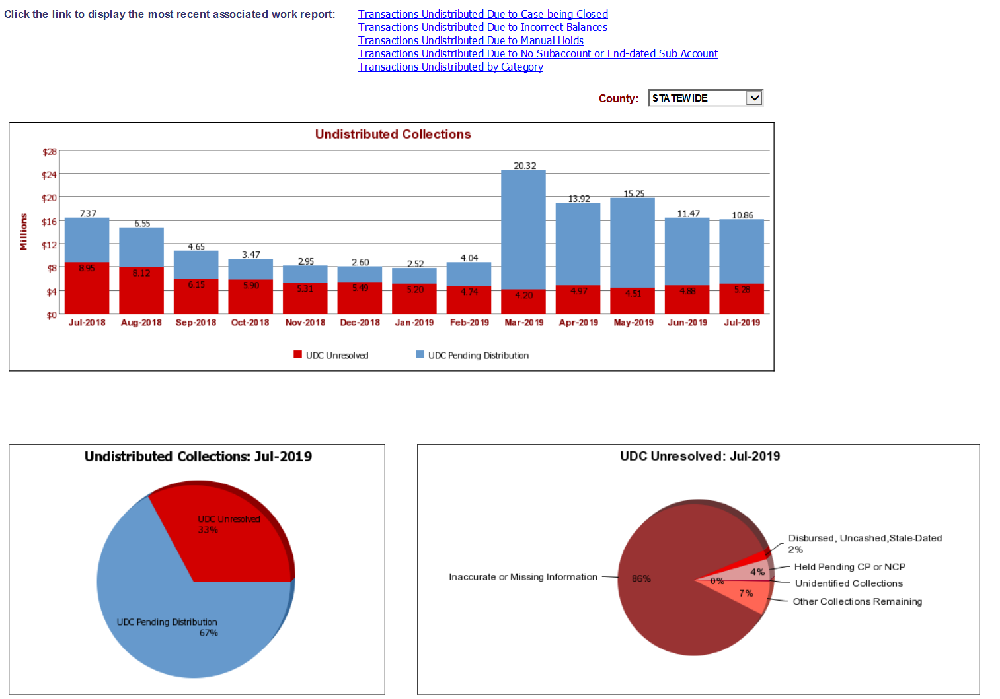 Click the link to display the most recent associated work report:
Transactions Undistributed Due to Case being Closed
Transactions Undistributed Due to Incorrect Balances
Transactions Undistributed Due to Manual Holds
Transactions Undistributed Due to No Subaccount or End-dated Sub Account
Transactions Undistributed by Category
County: STATEWIDE
Undistributed Collections
Millions
$28
$24
$20
$16
$12
$8
$4
$0
7.37 6.55 4.65 3.47 2.95 2.60 2.52 4.04 20.32 13.92 15.25 11.47 10.86
8.95 8.12 6.15 5.90 5.31 5.49 5.20 4.74 4.20 4.97 4.51 4.88 5.28
Jul-2018 Aug-2018 Sep-2018 Oct-2018 Nov-2018 Dec-2018 Jan-2019 Feb-2019 Mar-2019 Apr-2019 May-2019 Jun-2019 Jul-2019
UDC Unresolved UDC Pending Distribution
Undistributed Collections: Jul-2019
UDC Unresolved
33%
UDC Pending Distribution
67%
UDC Unresolved: Jul-2019
Disbursed, Uncashed,Stale-Dated
2%
Held Pending CP or NCP
4%
Inaccurate or Missing Information
86%
0%
Unidentified Collections
7%
Other Collections Remaining